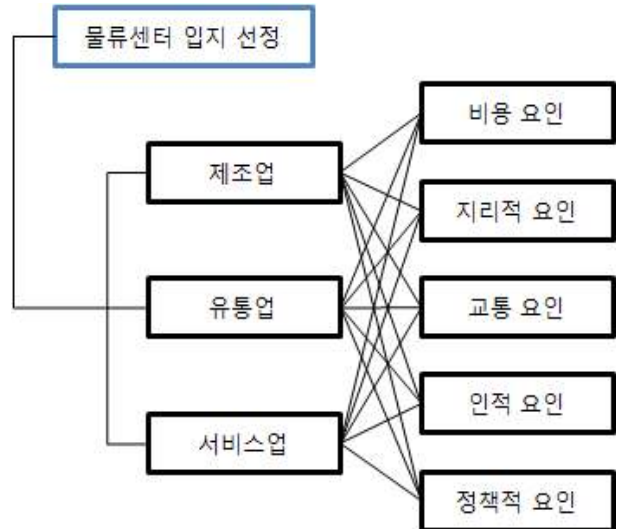 물류센터 입지 선정
비용 요인
제조업
지리적 요인
유통업
교통 요인
인적 요인
서비스업
정책적 요인